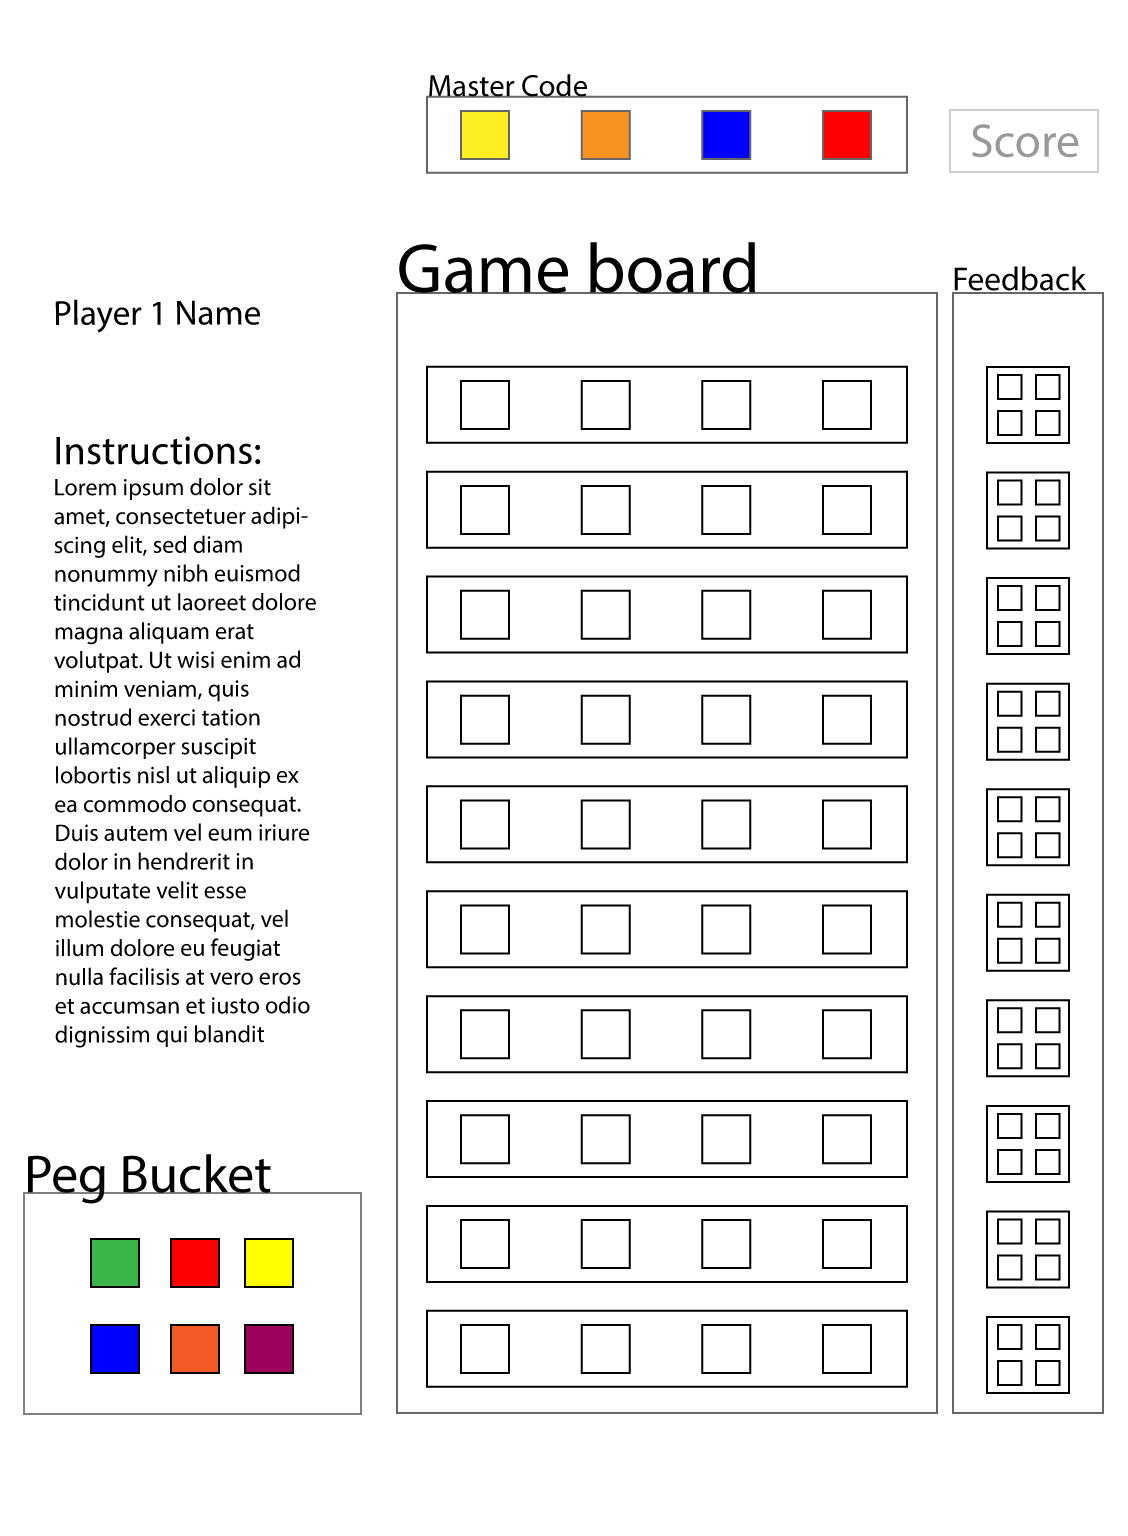 Master Code
Score
Game board
Feedback
Player 1 Name
Instructions:
Lorem ipsum dolor sit
amet, consectetuer adipi-
scing elit, sed diam
nonummy nibh euismod
tincidunt ut laoreet dolore
magna aliquam erat
volutpat. Ut wisi enim ad
minim veniam, quis
nostrud exerci tation
ullamcorper suscipit
lobortis nisl ut aliquip ex
ea commodo consequat.
Duis autem vel eum iriure
dolor in hendrerit in
vulputate velit esse
molestie consequat, vel
illum dolore eu feugiat
nulla facilisis at vero eros
et accumsan et iusto odio
dignissim qui blandit
Peg Bucket